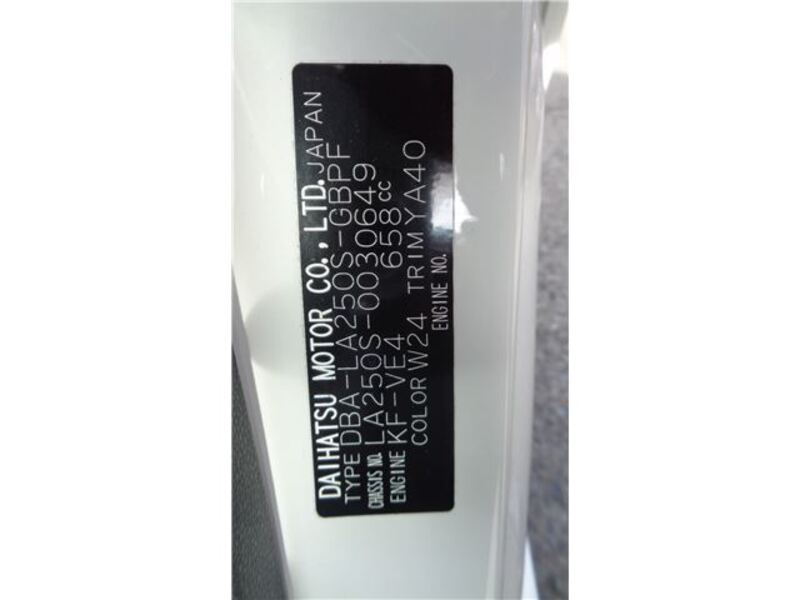 DAIHATSU MOTOR CO., LTD. JAPAN
TYPE DBA-LA250S-GBPF
CHASSIS NO. LA250S-0030649
ENGINE KF-VE4 658cc
COLOR W24 TRIM YA40
ENGINE NO.